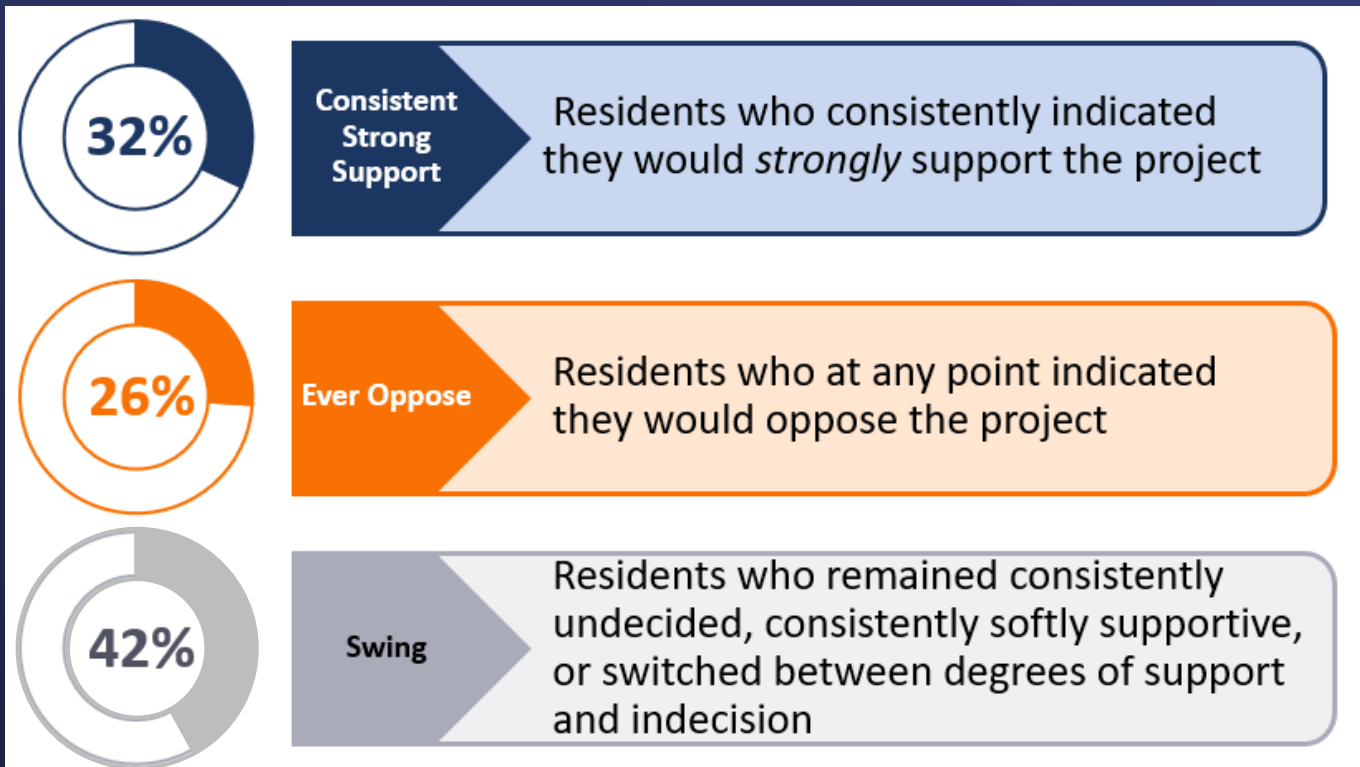 32%
Consistent
Strong
Support
Residents who consistently indicated
they would strongly support the project
26%
Ever Oppose
Residents who at any point indicated
they would oppose the project
42%
Swing
Residents who remained consistently
undecided, consistently softly supportive,
or switched between degrees of support
and indecision